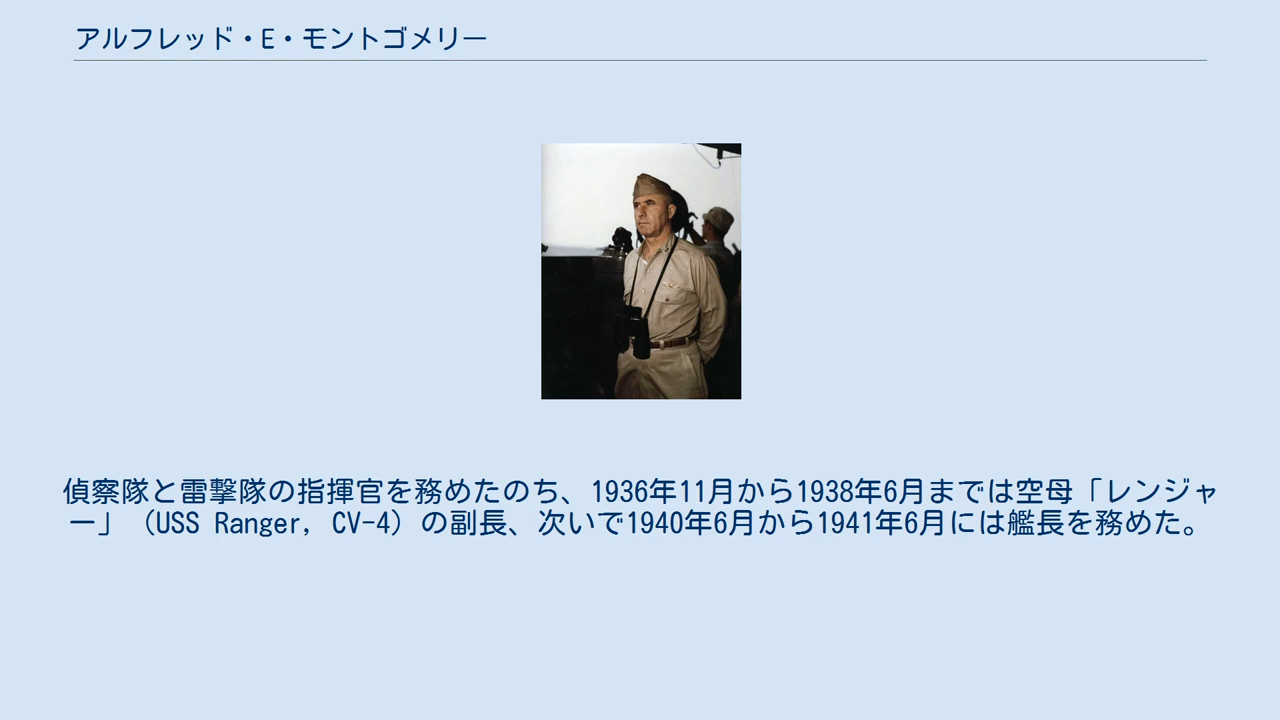 アルフレッド・E・モントゴメリー
偵察隊と雷撃隊の指揮官を務めたのち、1936年11月から1938年6月までは空母「レンジャ
ー」（USS Ranger, CV-4）の副長、次いで1940年6月から1941年6月には艦長を務めた。